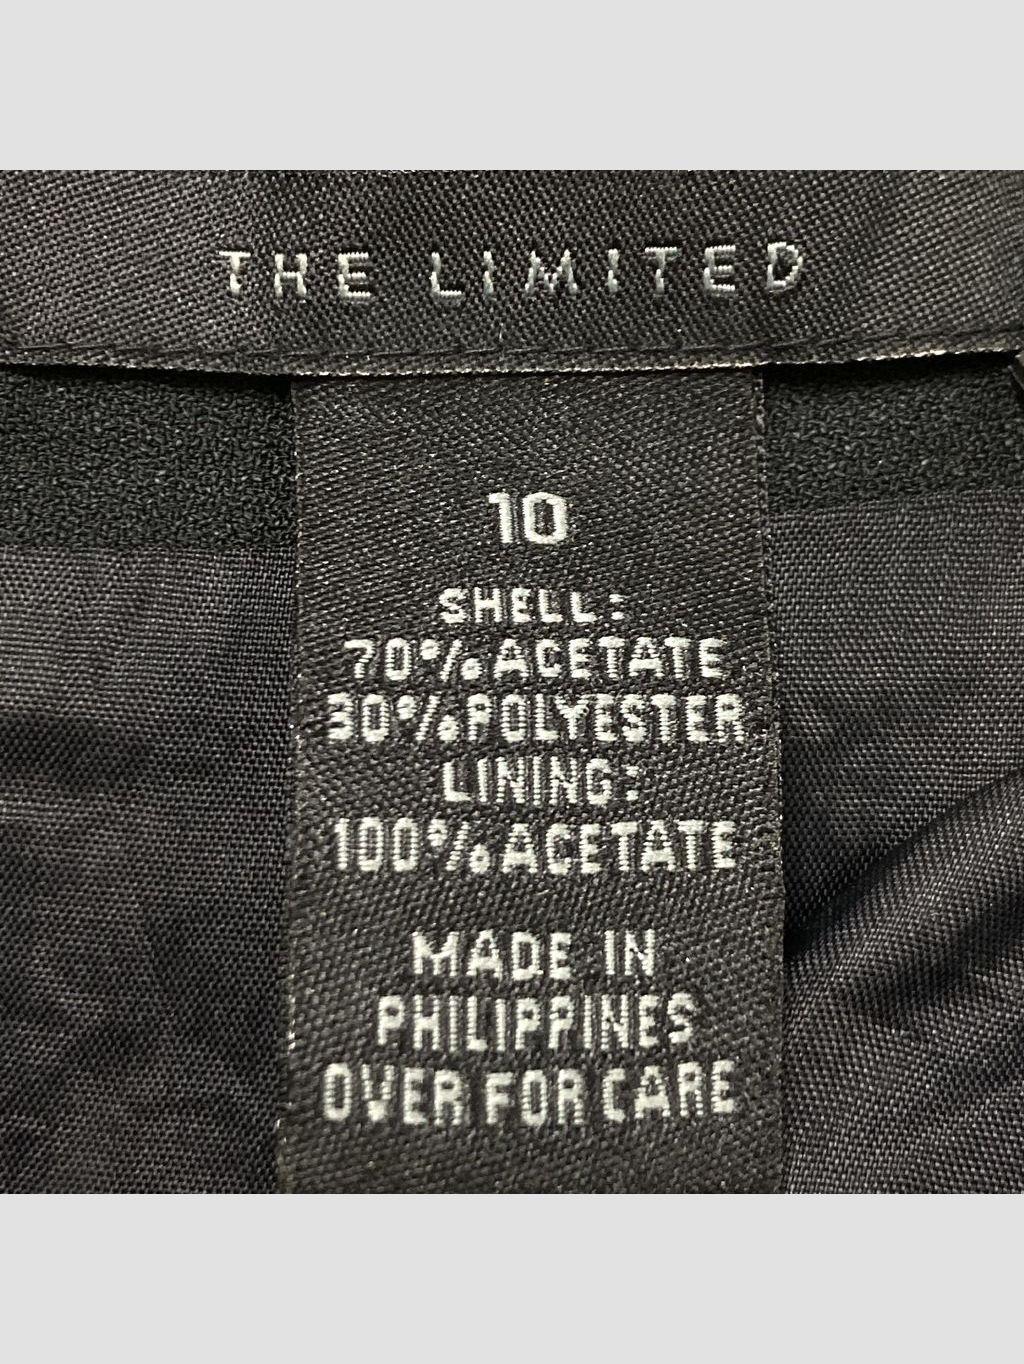 THE LIMITED
10
SHELL:
70% ACETATE
30% POLYESTER
LINING:
100% ACETATE
MADE IN
PHILIPPINES
OVER FOR CARE